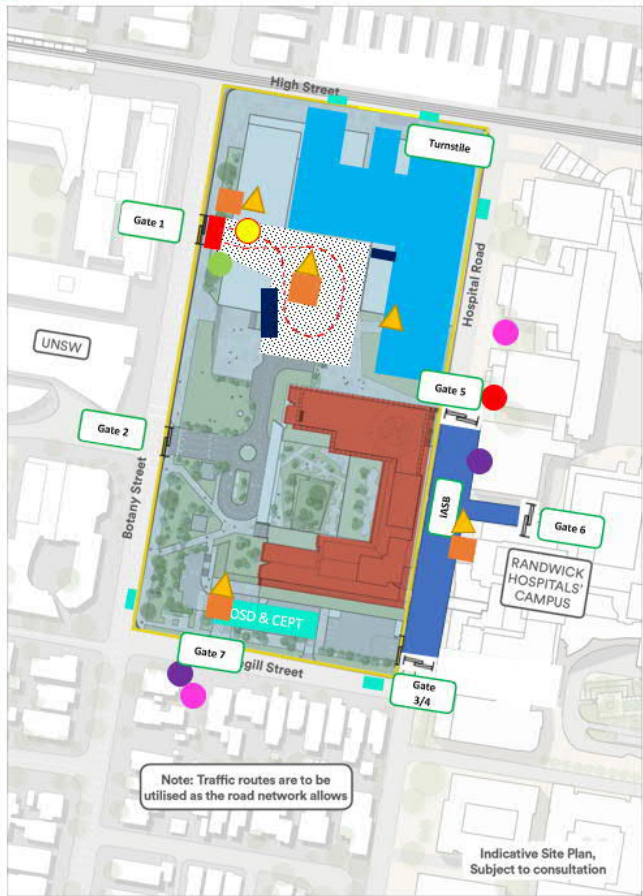 High Street
Turnstile
Gate 1
Hospital Road
UNSW
Gate 5
Gate 2
Botany Street
IASB
Gate 6
RANDWICK
HOSPITALS'
CAMPUS
OSD & CEPT
Gate 7
Street
Gate
3/4
Note: Traffic routes are to be
utilised as the road network allows
Indicative Site Plan,
Subject to consultation